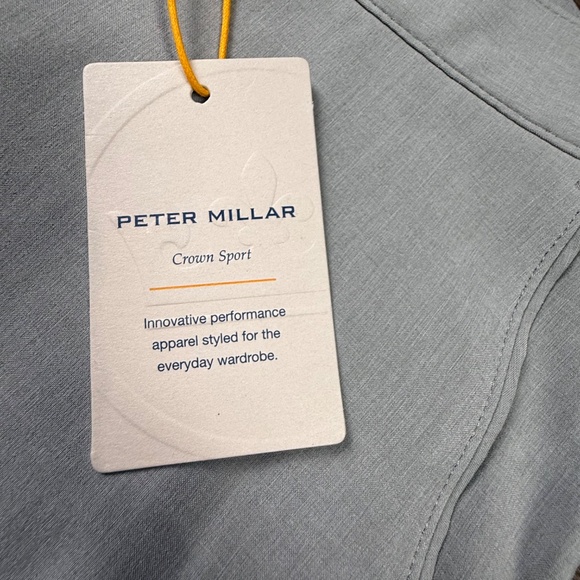 PETER MILLAR
Crown Sport
Innovative performance
apparel styled for the
everyday wardrobe.